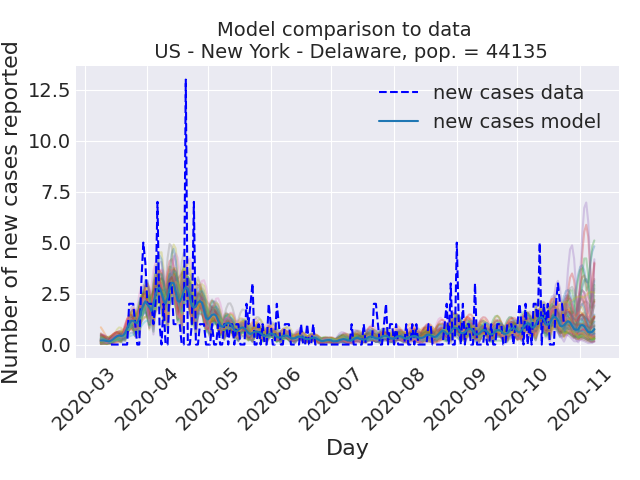 Model comparison to data
US - New York - Delaware, pop. = 44135
Number of new cases reported
12.5
10.0
7.5
5.0
2.5
0.0
new cases data
new cases model
2020-03
2020-04
2020-05
2020-06
2020-07
2020-08
2020-09
2020-10
2020-11
Day